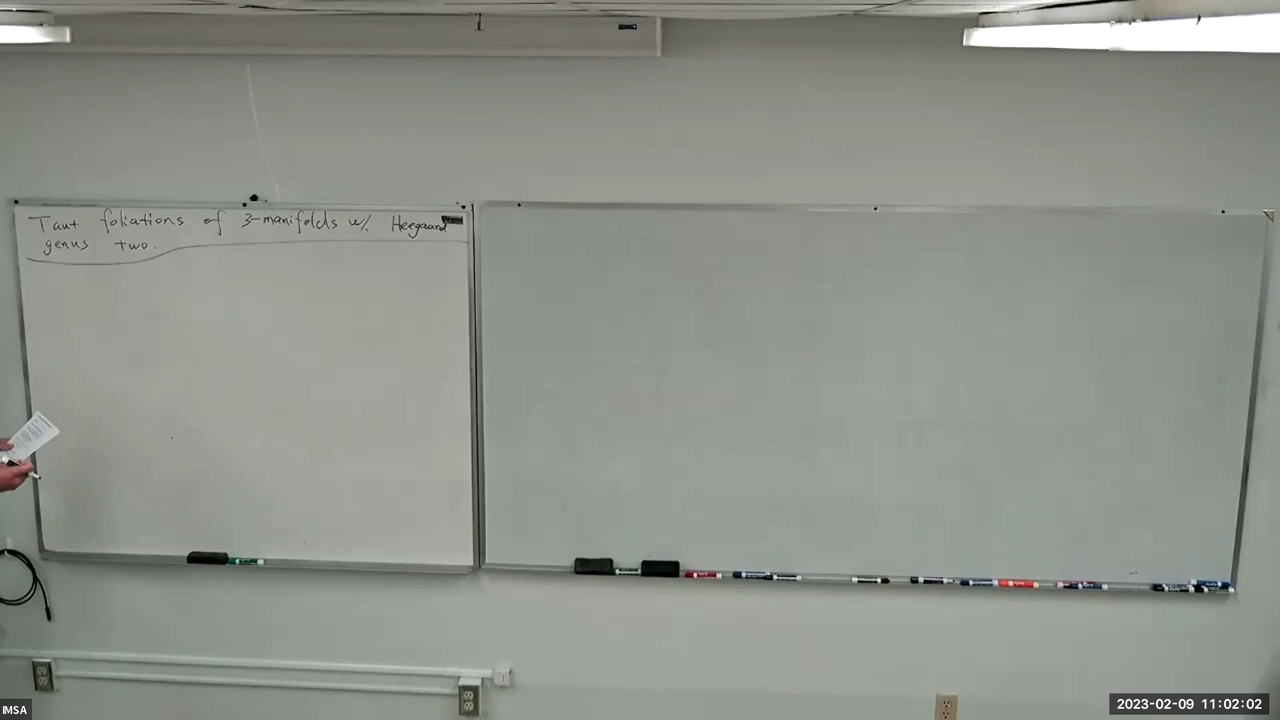 Taut foliations of 3-manifolds w/. Heegaard
genus two.
IMSA
2023-02-09 11:02:02